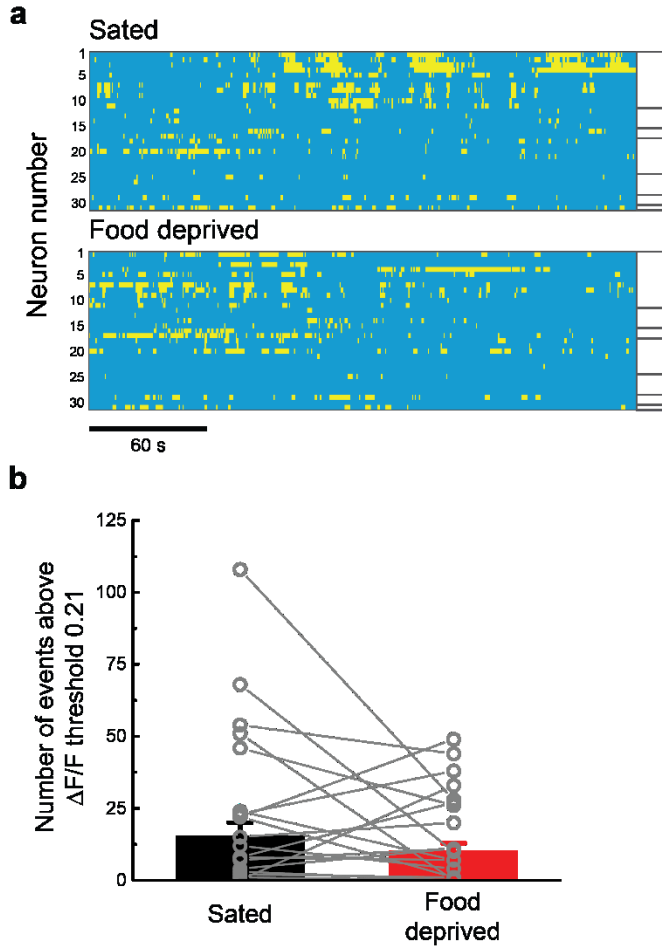 a
Sated
1
5
10
15
20
25
30
Food deprived
1
5
10
15
20
25
30
Neuron number
60 s
b
125
100
75
50
25
0
Number of events above
ΔF/F threshold 0.21
Sated
Food
deprived